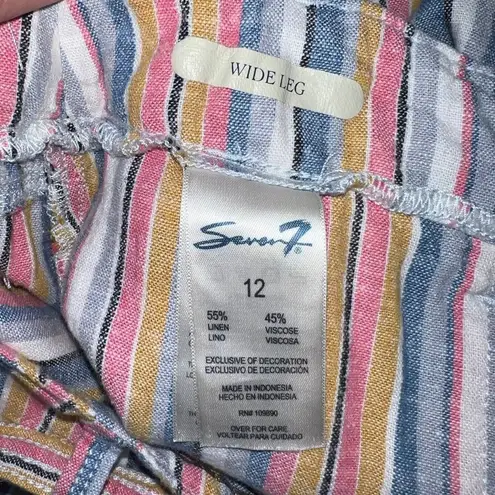 WIDE LEG
Seven7®
12
55% 45%
LINEN VISCOSE
LINO VISCOSA
EXCLUSIVE OF DECORATION
EXCLUSIVO DE DECORACIÓN
MADE IN INDONESIA
HECHO EN INDONESIA
RN# 109890
OVER FOR CARE
VOLTEAR PARA CUIDADO